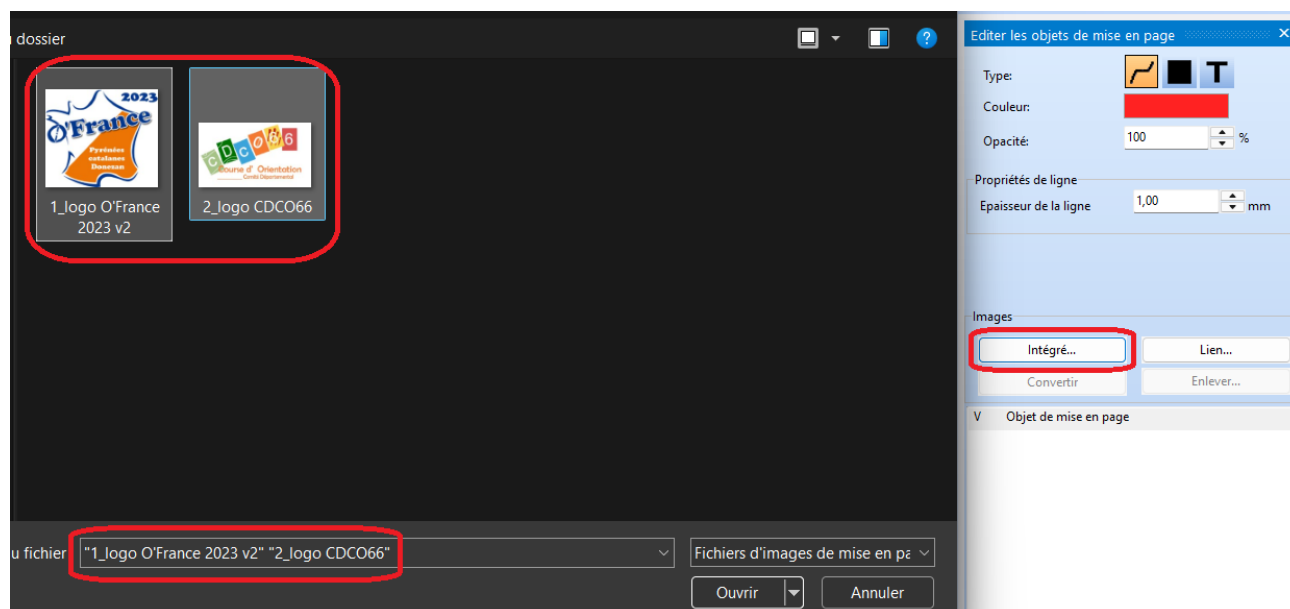 dossier
2023
O'France
Pyrénées
catalanes
Donezan
1_logo O'France
2023 v2
CDCO66
Course d' Orientation
Comité Départemental
2_logo CDCO66
u fichier
"1_logo O'France 2023 v2" "2_logo CDCO66"
Fichiers d'images de mise en pa
Ouvrir
Annuler
Editer les objets de mise en page
Type:
T
Couleur:
Opacité:
100
%
Propriétés de ligne
Epaisseur de la ligne
1,00
mm
Images
Intégré...
Lien...
Convertir
Enlever...
V
Objet de mise en page